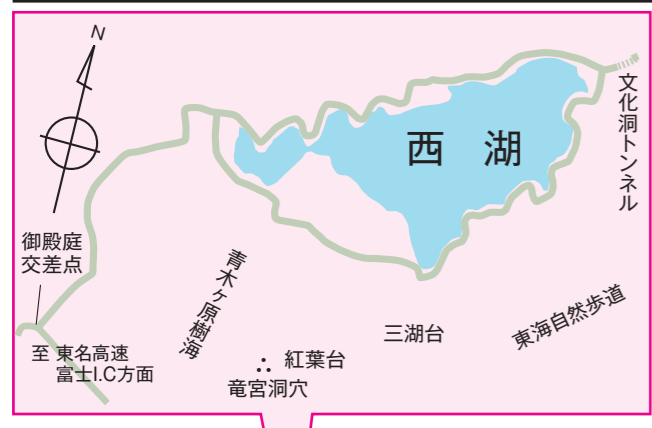 N
西 湖
文化洞トンネル
御殿庭
交差点
青木ヶ原樹海
三湖台
東海自然歩道
至 東名高速
富士I.C方面
紅葉台
竜宮洞穴